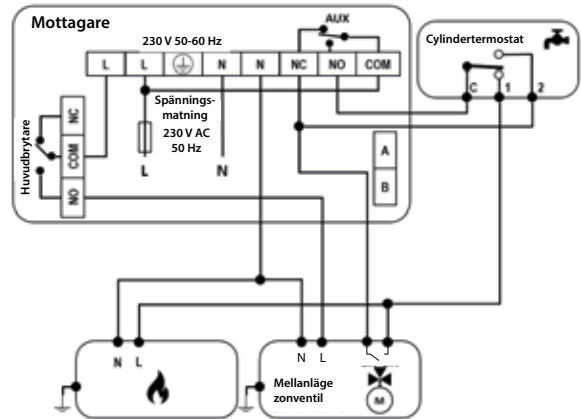 Mottagare
AUX
230 V 50-60 Hz
L L N N NC NO COM
Cylindertermostat
C 1 2
Huvudbrytare
NC
COM
NO
Spännings-
matning
230 V AC
50 Hz
L N
A
B
N L
N L
Mellanläge
zonventil
M